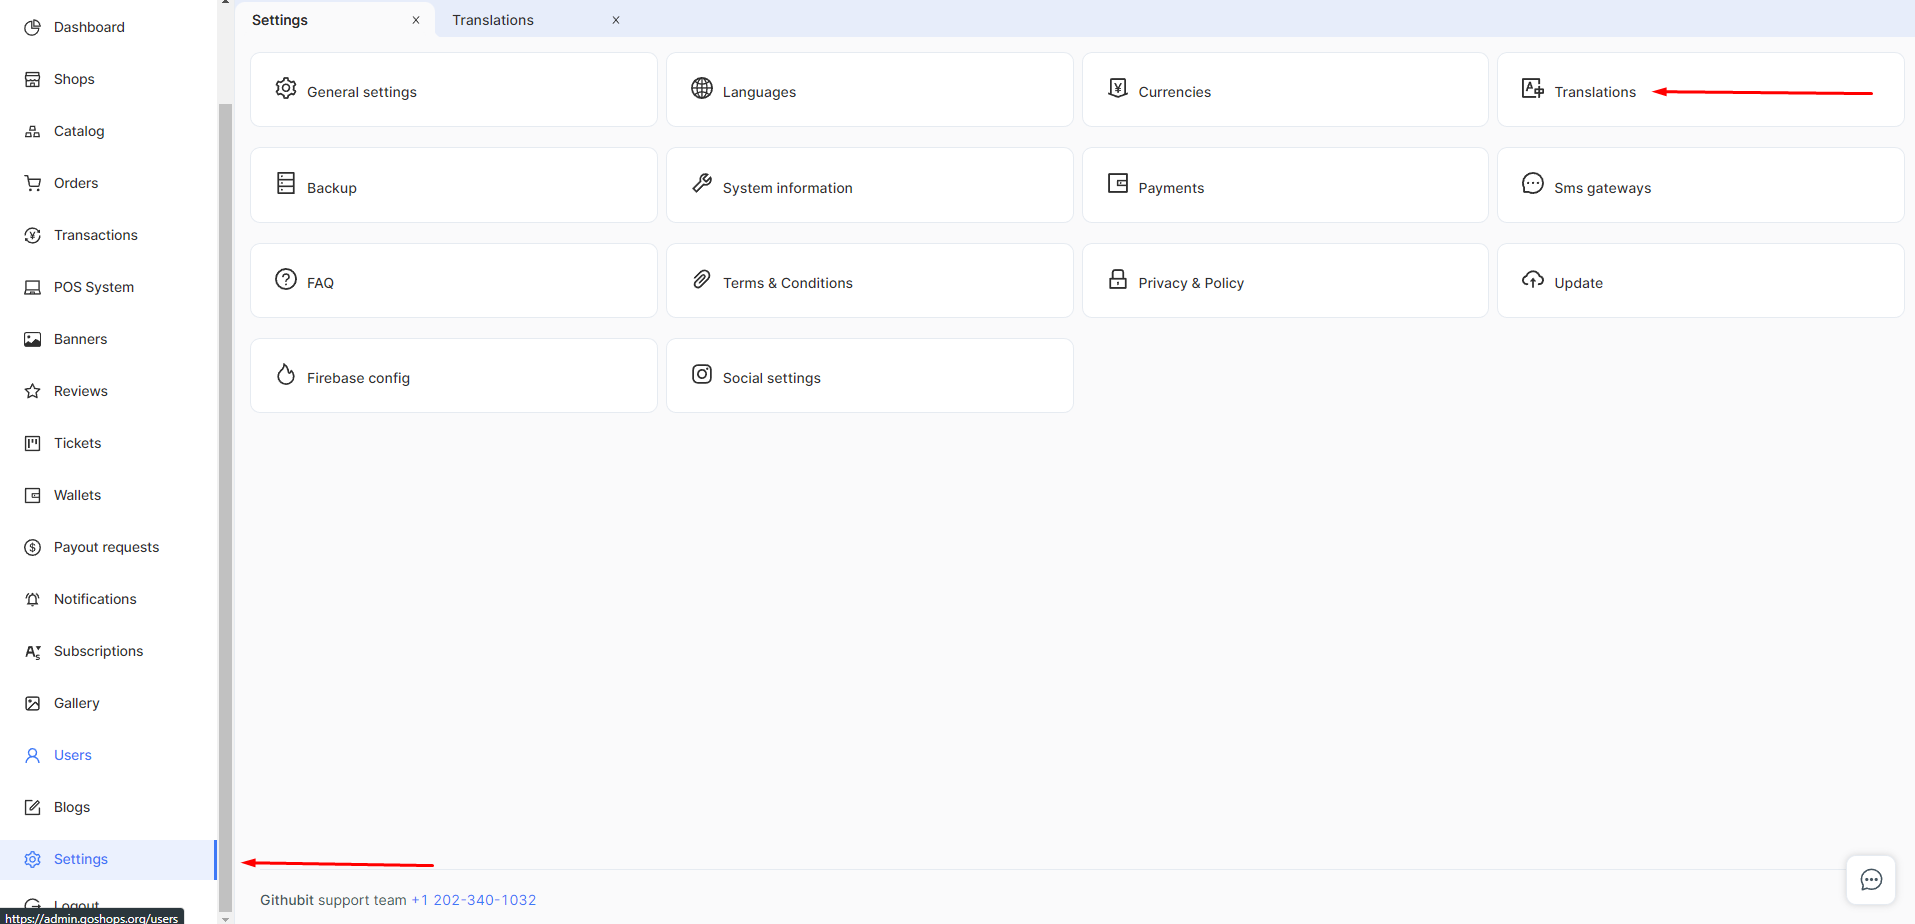 Dashboard
Shops
Catalog
Orders
Transactions
POS System
Banners
Reviews
Tickets
Wallets
Payout requests
Notifications
Subscriptions
Gallery
Users
Blogs
Settings
Logout
https://admin.goshops.org/users
Settings x Translations x
General settings
Languages
Currencies
Translations
Backup
System information
Payments
Sms gateways
FAQ
Terms & Conditions
Privacy & Policy
Update
Firebase config
Social settings
Githubit support team +1 202-340-1032